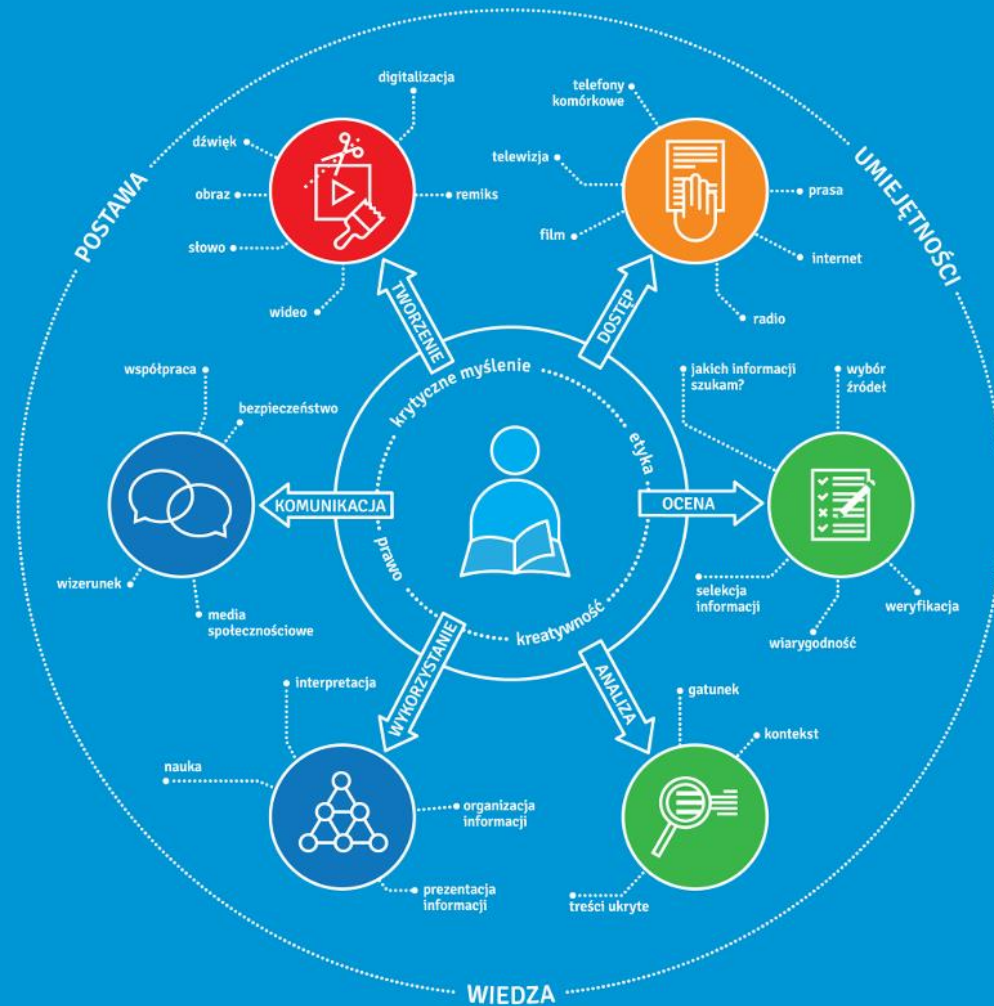 digitalizacja
dźwięk
obraz
słowo
wideo
remiks
telefony
komórkowe
telewizja
film
prasa
internet
radio
POSTAWA
UMIEJĘTNOŚCI
TWORZENIE
DOSTĘP
współpraca
bezpieczeństwo
wizerunek
media
społecznościowe
KOMUNIKACJA
krytyczne myślenie
etyka
kreatywność
prawo
OCENA
jakich informacji
szukam?
wybór
źródeł
selekcja
informacji
wiarygodność
weryfikacja
WYKORZYSTANIE
ANALIZA
interpretacja
nauka
organizacja
informacji
prezentacja
informacji
gatunek
kontekst
treści ukryte
WIEDZA